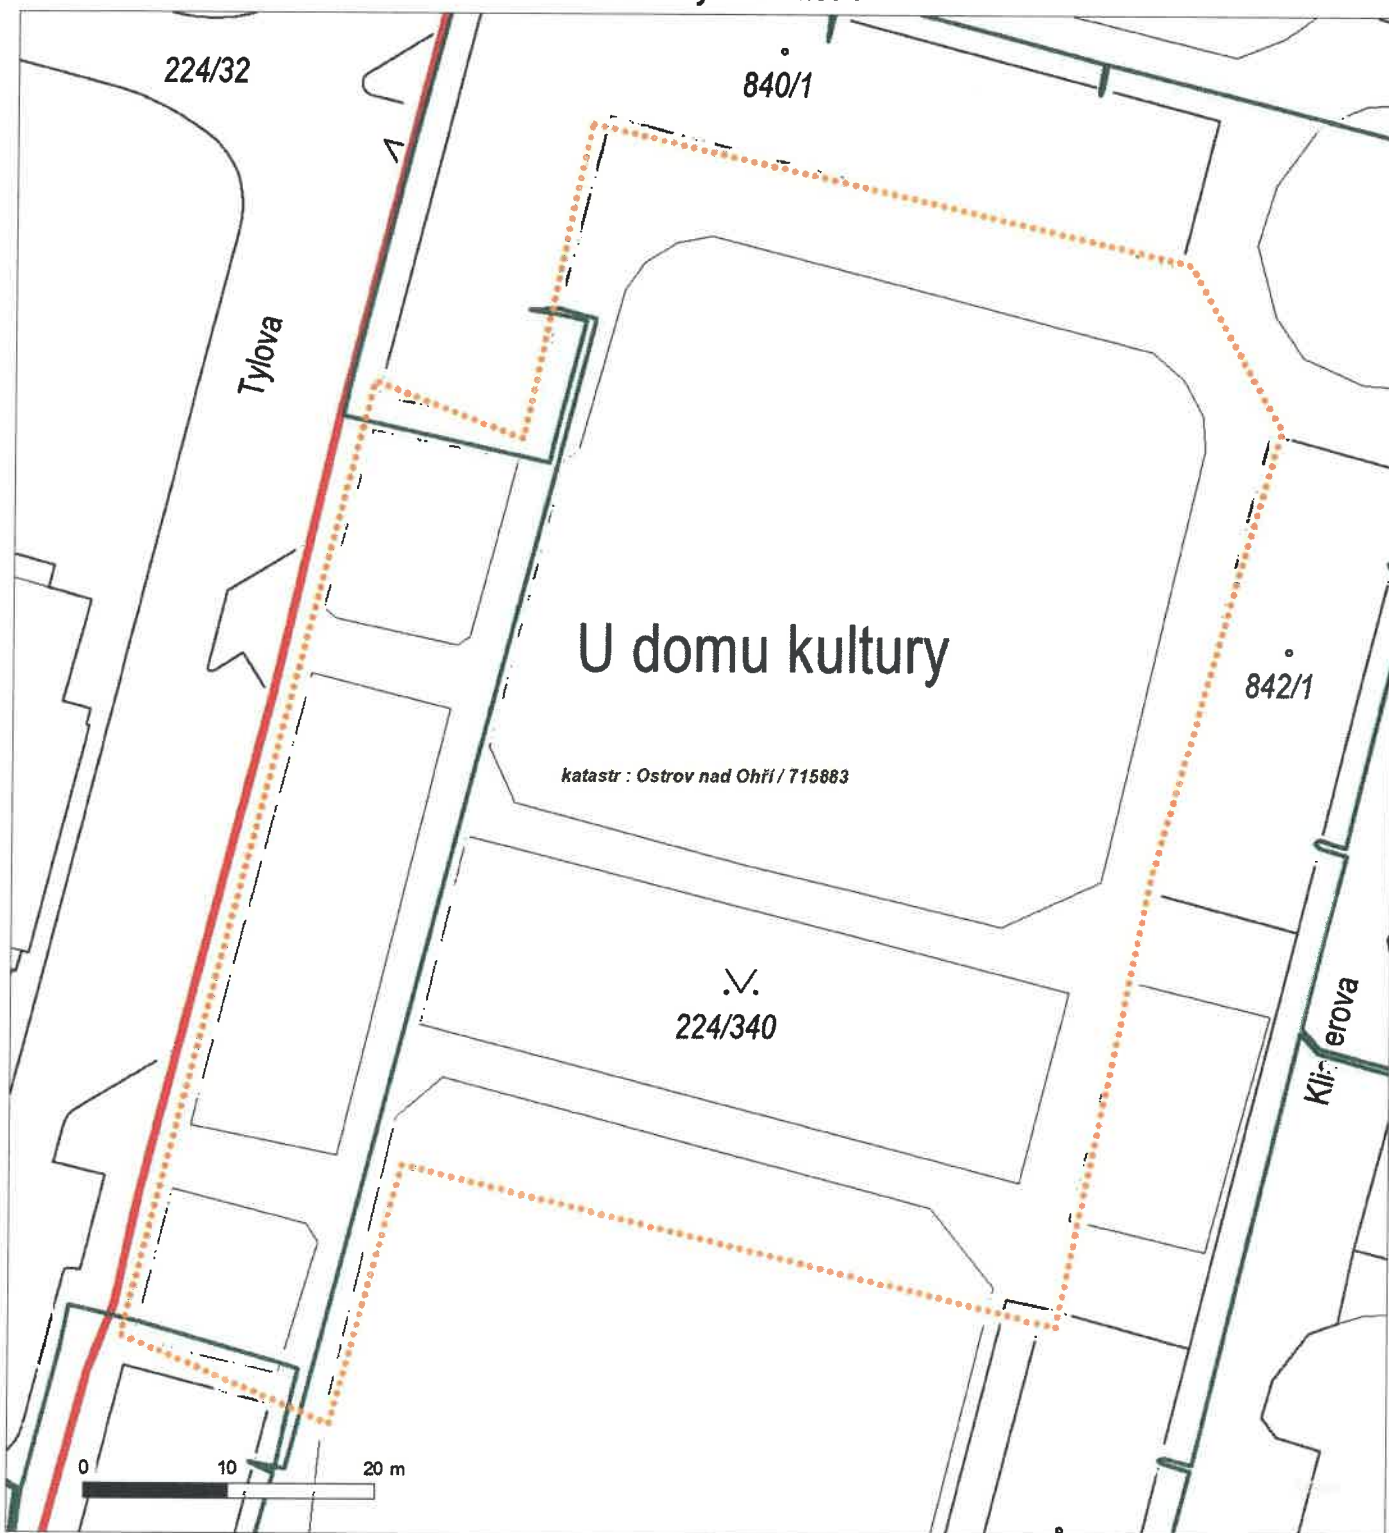 224/32
840/1
Tylova
U domu kultury
842/1
katastr : Ostrov nad Ohří / 715883
224/340
0 10 20 m